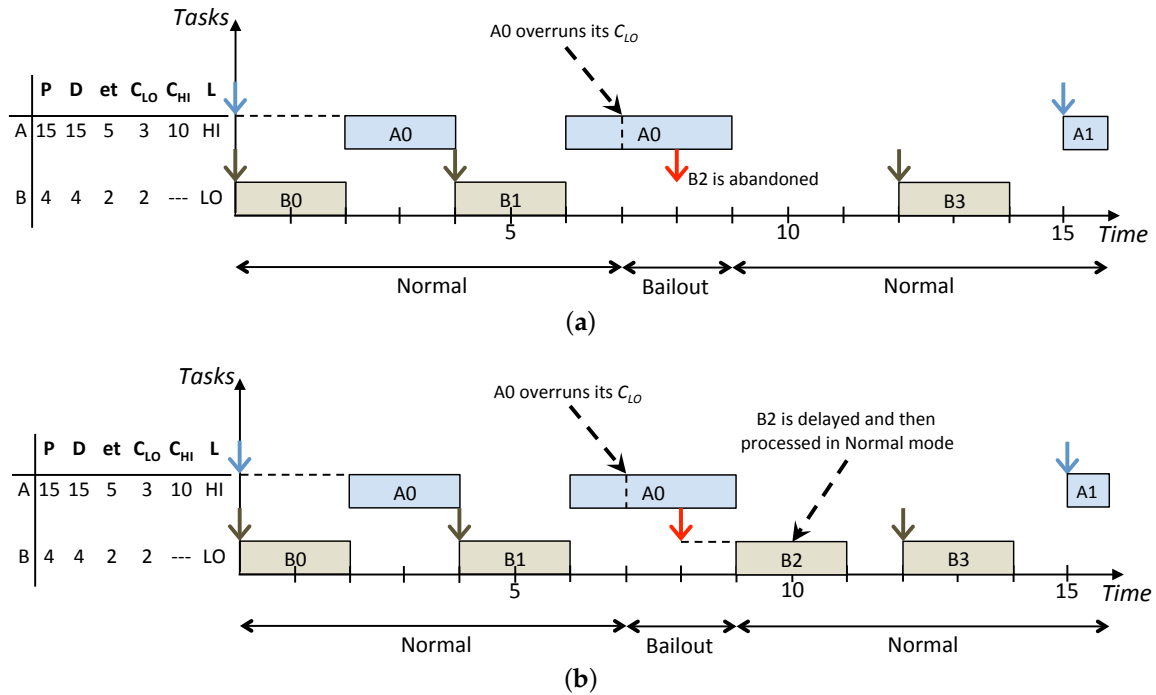 Tasks
A0 overruns its C_LO
P D et C_LO C_HI L
A 15 15 5 3 10 HI
A0
A0
A1
B2 is abandoned
B 4 4 2 2 --- LO
B0
B1
B3
5
10
15
Time
Normal
Bailout
Normal
(a)
Tasks
A0 overruns its C_LO
B2 is delayed and then
processed in Normal mode
P D et C_LO C_HI L
A 15 15 5 3 10 HI
A0
A0
A1
B 4 4 2 2 --- LO
B0
B1
B2
B3
5
10
15
Time
Normal
Bailout
Normal
(b)